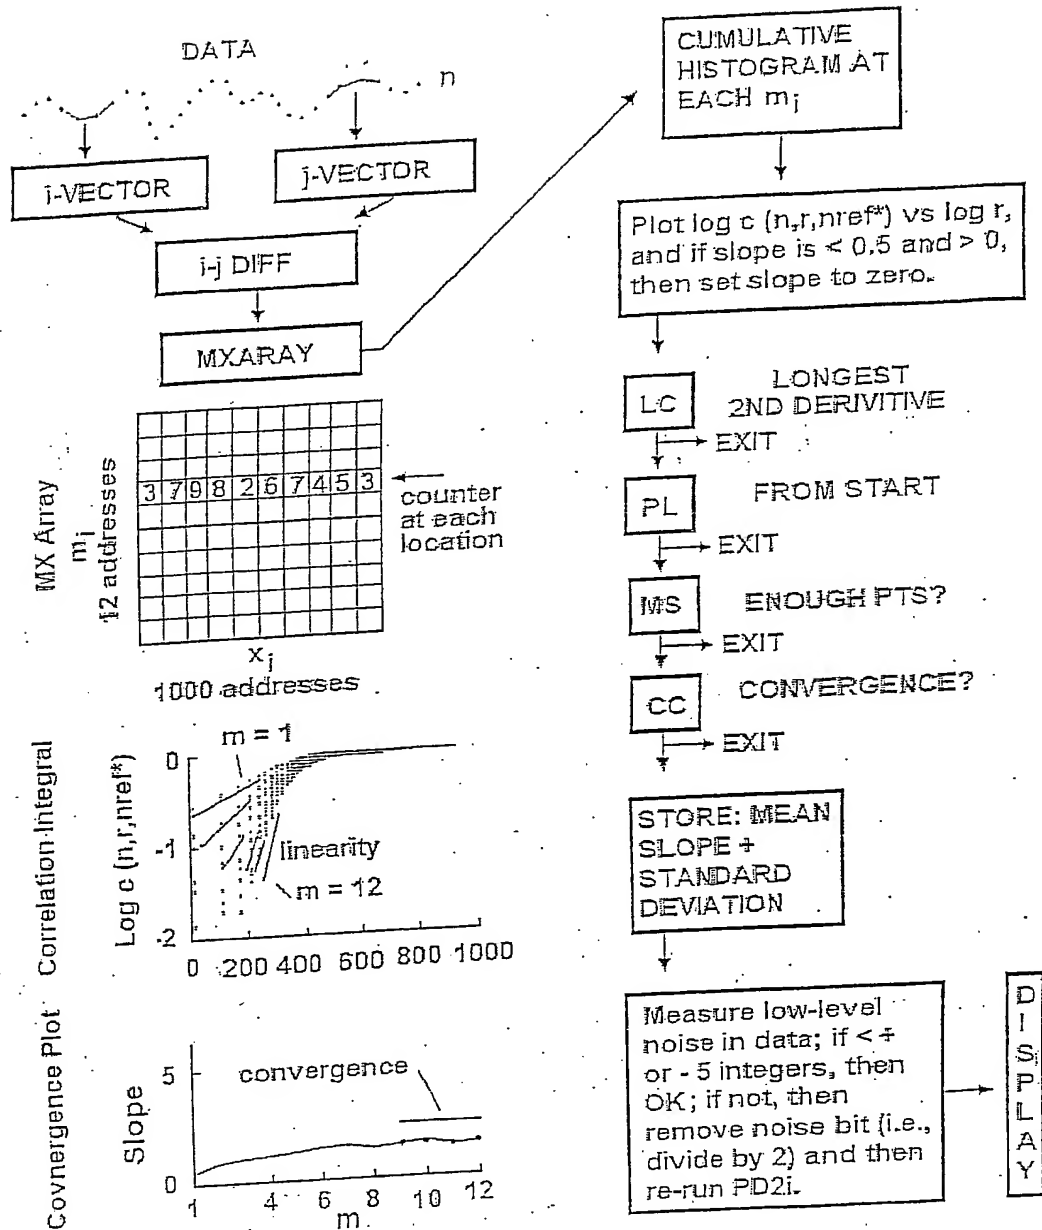 DATA
n
i-VECTOR
j-VECTOR
i-j DIFF
MXARAY
MX Array
mj
12 addresses
3 7 9 8 2 6 7 4 5 3
counter
at each
location
xj
1000 addresses
Correlation Integral
Log c (n,r,nref*)
0
-1
-2
m = 1
linearity
m = 12
0 200 400 600 800 1000
Covnergence Plot
Slope
5
0
convergence
1 4 8 10 12
m
CUMULATIVE
HISTOGRAM AT
EACH mj
Plot log c (n,r,nref*) vs log r,
and if slope is < 0.5 and > 0,
then set slope to zero.
LC
LONGEST
2ND DERIVITIVE
EXIT
PL
FROM START
EXIT
MS
ENOUGH PTS?
EXIT
CC
CONVERGENCE?
EXIT
STORE: MEAN
SLOPE +
STANDARD
DEVIATION
Measure low-level
noise in data; if < +
or - 5 integers, then
OK; if not, then
remove noise bit (i.e.,
divide by 2) and then
re-run PD2i.
DISPLAY